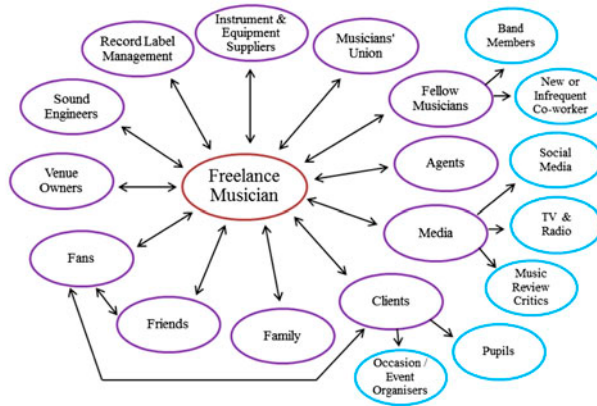 Instrument &
Equipment
Suppliers
Musicians'
Union
Band
Members
Record Label
Management
Fellow
Musicians
New or
Infrequent
Co-worker
Sound
Engineers
Freelance
Musician
Agents
Social
Media
Venue
Owners
Media
TV &
Radio
Fans
Music
Review
Critics
Friends
Family
Clients
Pupils
Occasion /
Event
Organisers